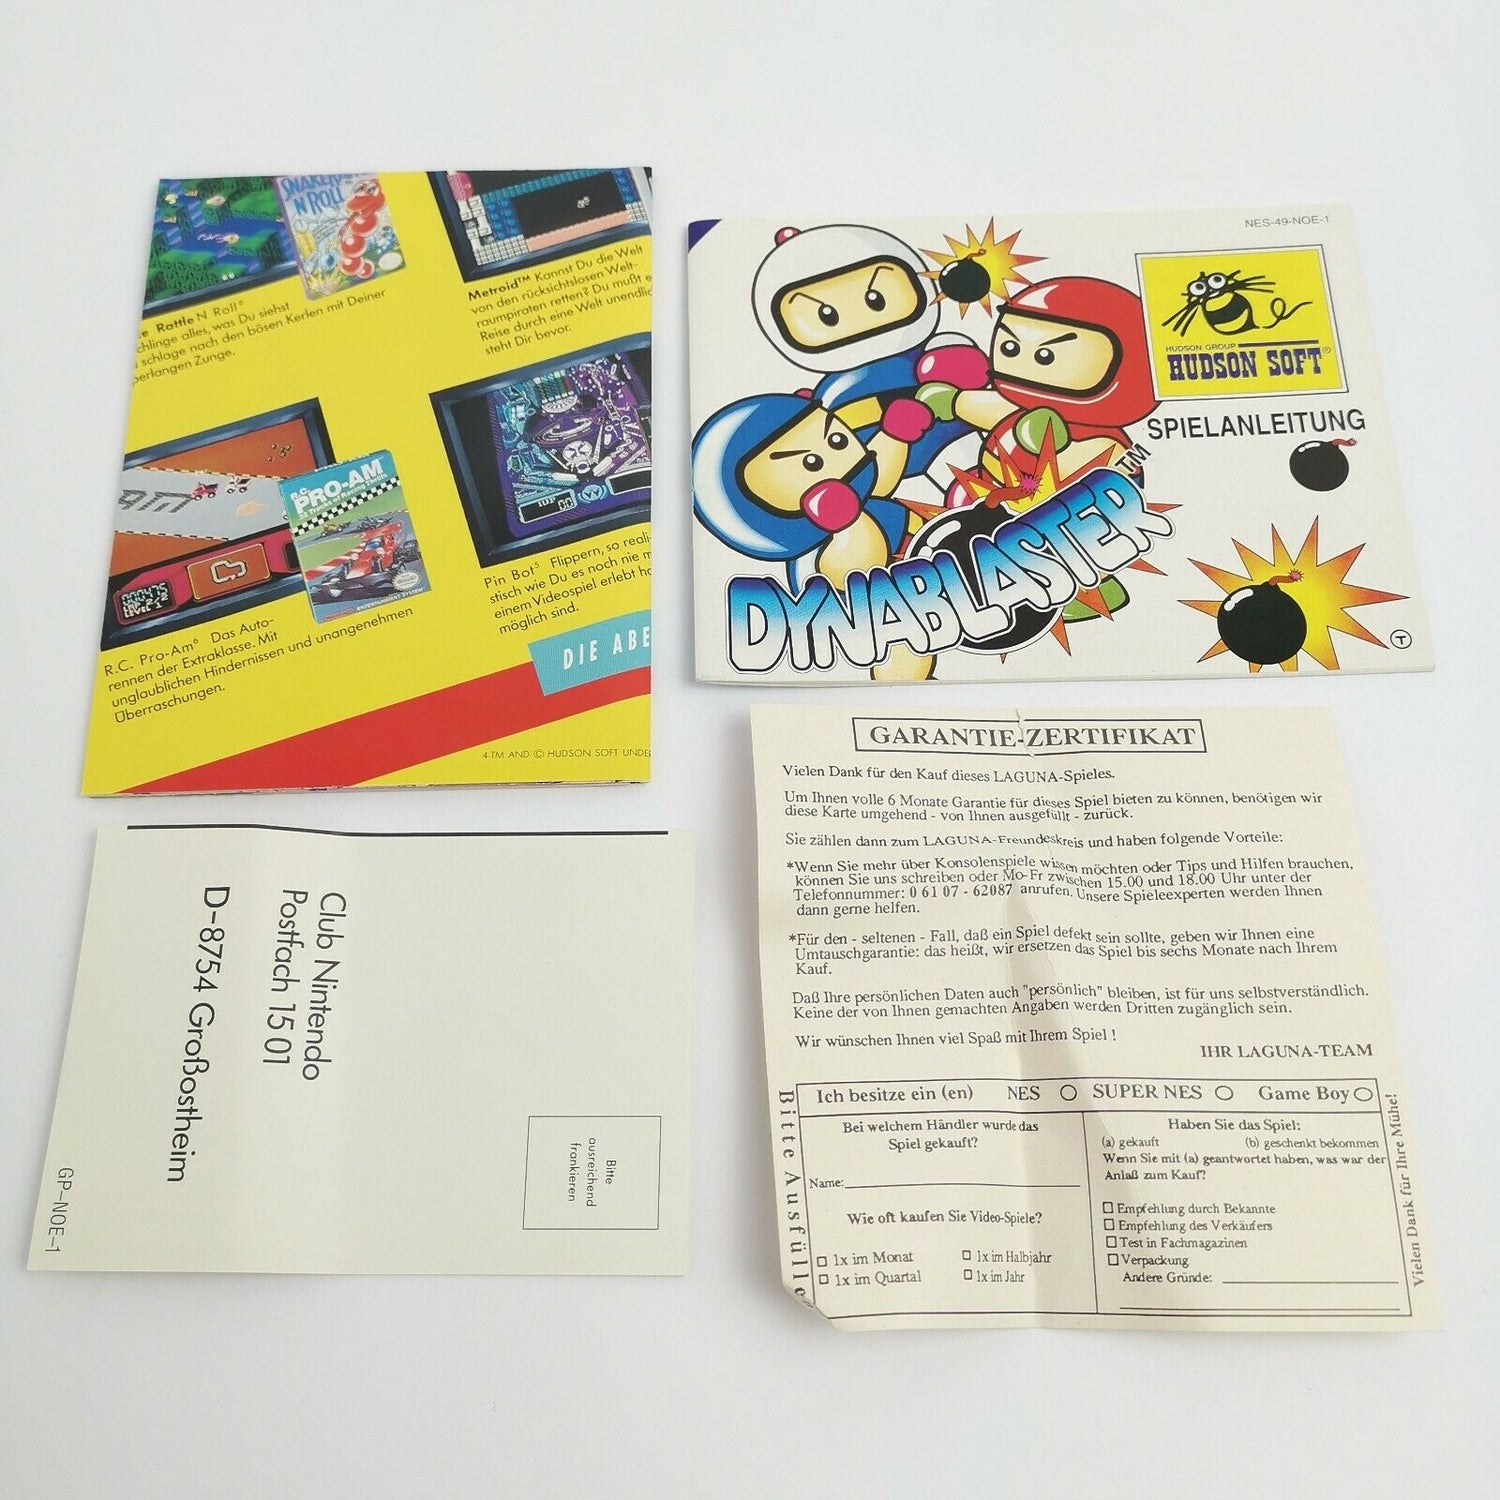 SNAKE
N ROLL
e Rattle N Roll⁶
chlinge alles, was Du siehst
schlage nach den bösen Kerlen mit Deiner
berlangen Zunge.
Metroid™ Kannst Du die Welt
von den rücksichtslosen Welt-
raumpiraten retten? Du mußt e
Reise durch eine Welt unendlic
steht Dir bevor.
R.C.
PRO-AM
ENTERTAINMENT SYSTEM
LEVEL 1
R.C. Pro-Am⁶ Das Auto-
rennen der Extraklasse. Mit
unglaublichen Hindernissen und unangenehmen
Überraschungen.
1UP
00
Pin Bot⁵ Flippern, so reali-
stisch wie Du es noch nie m
einem Videospiel erlebt ha
möglich sind.
DIE ABE
4-TM AND © HUDSON SOFT UNDE
NES-49-NOE-1
HUDSON GROUP
HUDSON SOFT®
SPIELANLEITUNG
DYNABLASTER™
T
Club Nintendo
Postfach 15 01
D-8754 Großostheim
Bitte
ausreichend
frankieren
GP-NOE-1
GARANTIE-ZERTIFIKAT
Vielen Dank für den Kauf dieses LAGUNA-Spieles.
Um Ihnen volle 6 Monate Garantie für dieses Spiel bieten zu können, benötigen wir
diese Karte umgehend - von Ihnen ausgefüllt - zurück.
Sie zählen dann zum LAGUNA-Freundeskreis und haben folgende Vorteile:
*Wenn Sie mehr über Konsolenspiele wissen möchten oder Tips und Hilfen brauchen,
können Sie uns schreiben oder Mo-Fr zwischen 15.00 und 18.00 Uhr unter der
Telefonnummer: 0 61 07 - 62087 anrufen. Unsere Spieleexperten werden Ihnen
dann gerne helfen.
*Für den - seltenen - Fall, daß ein Spiel defekt sein sollte, geben wir Ihnen eine
Umtauschgarantie: das heißt, wir ersetzen das Spiel bis sechs Monate nach Ihrem
Kauf.
Daß Ihre persönlichen Daten auch "persönlich" bleiben, ist für uns selbstverständlich.
Keine der von Ihnen gemachten Angaben werden Dritten zugänglich sein.
Wir wünschen Ihnen viel Spaß mit Ihrem Spiel !
IHR LAGUNA-TEAM
Bitte Ausfülle
Ich besitze ein (en) NES SUPER NES Game Boy
Bei welchem Händler wurde das
Spiel gekauft?
Name:
Wie oft kaufen Sie Video-Spiele?
1x im Monat 1x im Halbjahr
1x im Quartal 1x im Jahr
Haben Sie das Spiel:
(a) gekauft (b) geschenkt bekommen
Wenn Sie mit (a) geantwortet haben, was war der
Anlaß zum Kauf?
Empfehlung durch Bekannte
Empfehlung des Verkäufers
Test in Fachmagazinen
Verpackung
Andere Gründe:
Vielen Dank für Ihre Mühe!